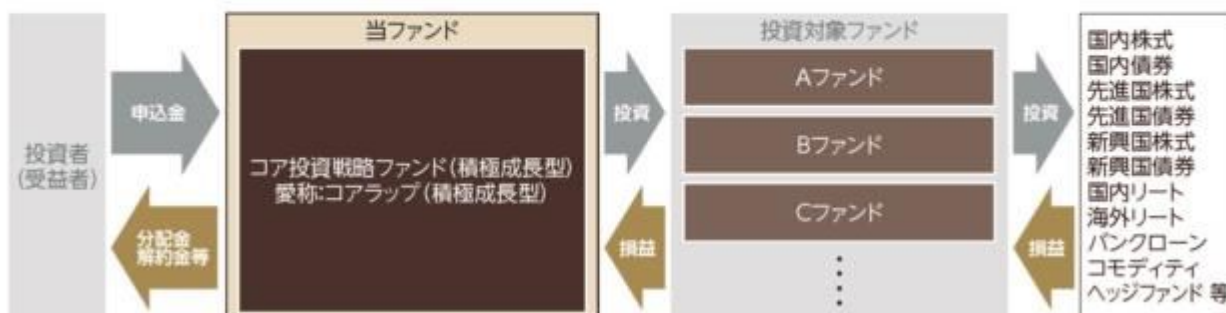 投資者
(受益者)
申込金
分配金
解約金等
当ファンド
コア投資戦略ファンド(積極成長型)
愛称:コアラップ(積極成長型)
投資
損益
投資対象ファンド
Aファンド
Bファンド
Cファンド
投資
損益
国内株式
国内債券
先進国株式
先進国債券
新興国株式
新興国債券
国内リート
海外リート
バンクローン
コモディティ
ヘッジファンド 等